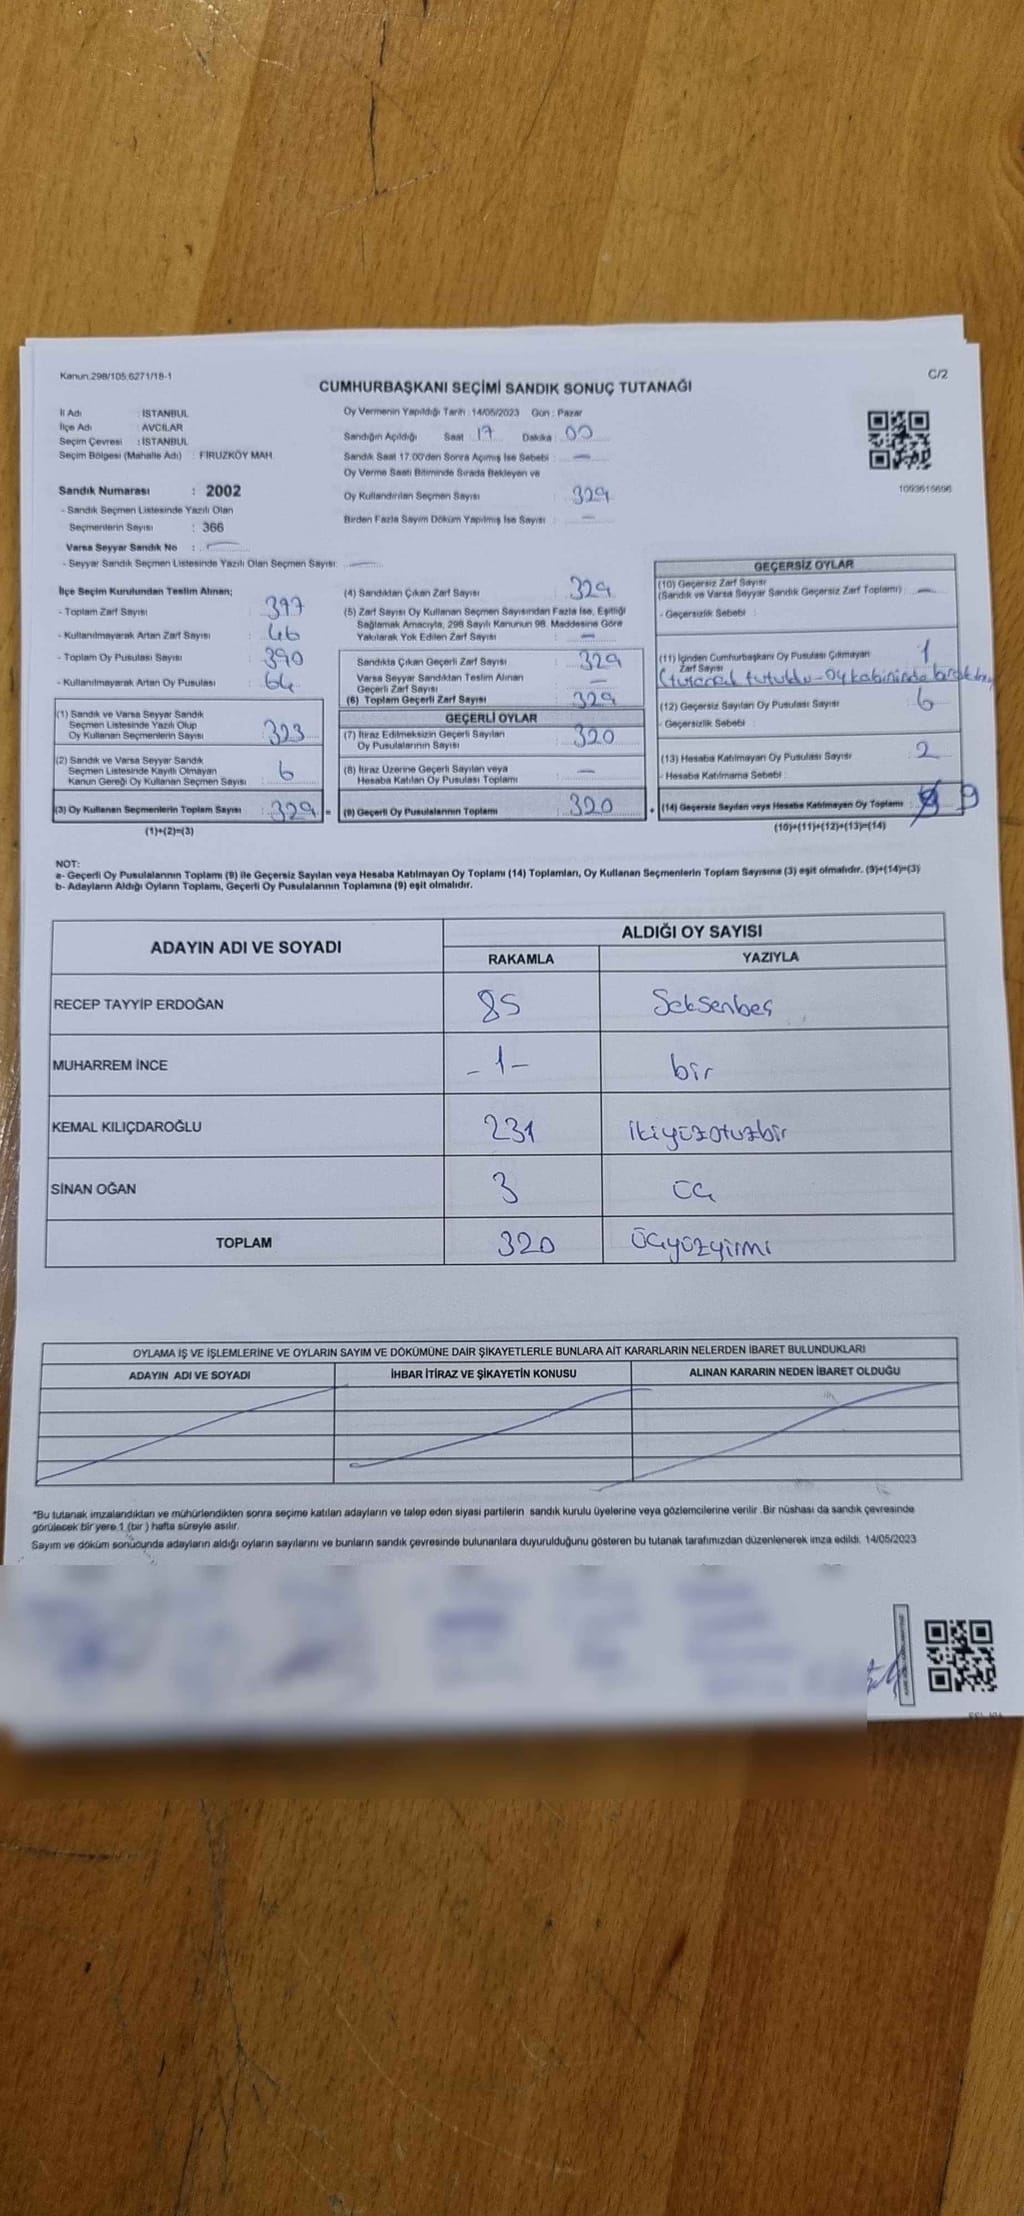 Kanun.298/105,6271/18-1
C/2
CUMHURBAŞKANI SEÇİMİ SANDIK SONUÇ TUTANAĞI
İl Adı : İSTANBUL
İlçe Adı : AVCILAR
Seçim Çevresi : İSTANBUL
Seçim Bölgesi (Mahalle Adı) : FİRUZKÖY MAH.
Sandık Numarası : 2002
- Sandık Seçmen Listesinde Yazılı Olan
Seçmenlerin Sayısı : 366
Varsa Seyyar Sandık No :
- Seyyar Sandık Seçmen Listesinde Yazılı Olan Seçmen Sayısı:
Oy Vermenin Yapıldığı Tarih : 14/05/2023 Gün : Pazar
Sandığın Açıldığı Saat 17 Dakika : 00
Sandık Saat 17.00'den Sonra Açımış İse Sebebi : —
Oy Verme Saati Bitiminde Sırada Bekleyen ve
Oy Kullandırılan Seçmen Sayısı : 329
Birden Fazla Sayım Döküm Yapılmış İse Sayısı : —
1093615696
İlçe Seçim Kurulundan Teslim Alınan;
- Toplam Zarf Sayısı : 397
- Kullanılmayarak Artan Zarf Sayısı : 46
- Toplam Oy Pusulası Sayısı : 390
- Kullanılmayarak Artan Oy Pusulası : 64
(1) Sandık ve Varsa Seyyar Sandık
Seçmen Listesinde Yazılı Olup
Oy Kullanan Seçmenlerin Sayısı : 323
(2) Sandık ve Varsa Seyyar Sandık
Seçmen Listesinde Kayıtlı Olmayan
Kanun Gereği Oy Kullanan Seçmen Sayısı : 6
(3) Oy Kullanan Seçmenlerin Toplam Sayısı : 329 =
(1)+(2)=(3)
(4) Sandıktan Çıkan Zarf Sayısı : 329
(5) Zarf Sayısı Oy Kullanan Seçmen Sayısından Fazla İse, Eşitliği
Sağlamak Amacıyla, 298 Sayılı Kanunun 98. Maddesine Göre
Yakılarak Yok Edilen Zarf Sayısı : —
Sandıkta Çıkan Geçerli Zarf Sayısı : 329
Varsa Seyyar Sandıktan Teslim Alınan
Geçerli Zarf Sayısı : —
(6) Toplam Geçerli Zarf Sayısı : 329
GEÇERLİ OYLAR
(7) İtiraz Edilmeksizin Geçerli Sayılan
Oy Pusulalarının Sayısı : 320
(8) İtiraz Üzerine Geçerli Sayılan veya
Hesaba Katılan Oy Pusulası Toplamı : —
(9) Geçerli Oy Pusulalarının Toplamı : 320 +
GEÇERSİZ OYLAR
(10) Geçersiz Zarf Sayısı
(Sandık ve Varsa Seyyar Sandık Geçersiz Zarf Toplamı) : —
- Geçersizlik Sebebi :
(11) İçinden Cumhurbaşkanı Oy Pusulası Çıkmayan
Zarf Sayısı : 1
(tutanak tutuldu - Oy kabininde
(12) Geçersiz Sayılan Oy Pusulası Sayısı : 6
- Geçersizlik Sebebi :
(13) Hesaba Katılmayan Oy Pusulası Sayısı : 2
- Hesaba Katılmama Sebebi :
(14) Geçersiz Sayılan veya Hesaba Katılmayan Oy Toplamı : 9
(10)+(11)+(12)+(13)=(14)
NOT:
a- Geçerli Oy Pusulalarının Toplamı (9) ile Geçersiz Sayılan veya Hesaba Katılmayan Oy Toplamı (14) Toplamları, Oy Kullanan Seçmenlerin Toplam Sayısına (3) eşit olmalıdır. (9)+(14)=(3)
b- Adayların Aldığı Oyların Toplamı, Geçerli Oy Pusulalarının Toplamına (9) eşit olmalıdır.
ADAYIN ADI VE SOYADI
ALDIĞI OY SAYISI
RAKAMLA YAZIYLA
RECEP TAYYİP ERDOĞAN 85 Seksenbeş
MUHARREM İNCE -1- bir
KEMAL KILIÇDAROĞLU 231 ikiyüzotuzbir
SİNAN OĞAN 3 üç
TOPLAM 320 üçyüzyirmi
OYLAMA İŞ VE İŞLEMLERİNE VE OYLARIN SAYIM VE DÖKÜMÜNE DAİR ŞİKAYETLERLE BUNLARA AİT KARARLARIN NELERDEN İBARET BULUNDUKLARI
ADAYIN ADI VE SOYADI İHBAR İTİRAZ VE ŞİKAYETİN KONUSU ALINAN KARARIN NEDEN İBARET OLDUĞU
*Bu tutanak imzalandıktan ve mühürlendikten sonra seçime katılan adayların ve talep eden siyasi partilerin sandık kurulu üyelerine veya gözlemcilerine verilir .Bir nüshası da sandık çevresinde
görülecek bir yere 1 (bir ) hafta süreyle asılır.
Sayım ve döküm sonucunda adayların aldığı oyların sayılarını ve bunların sandık çevresinde bulunanlara duyurulduğunu gösteren bu tutanak tarafımızdan düzenlenerek imza edildi. 14/05/2023